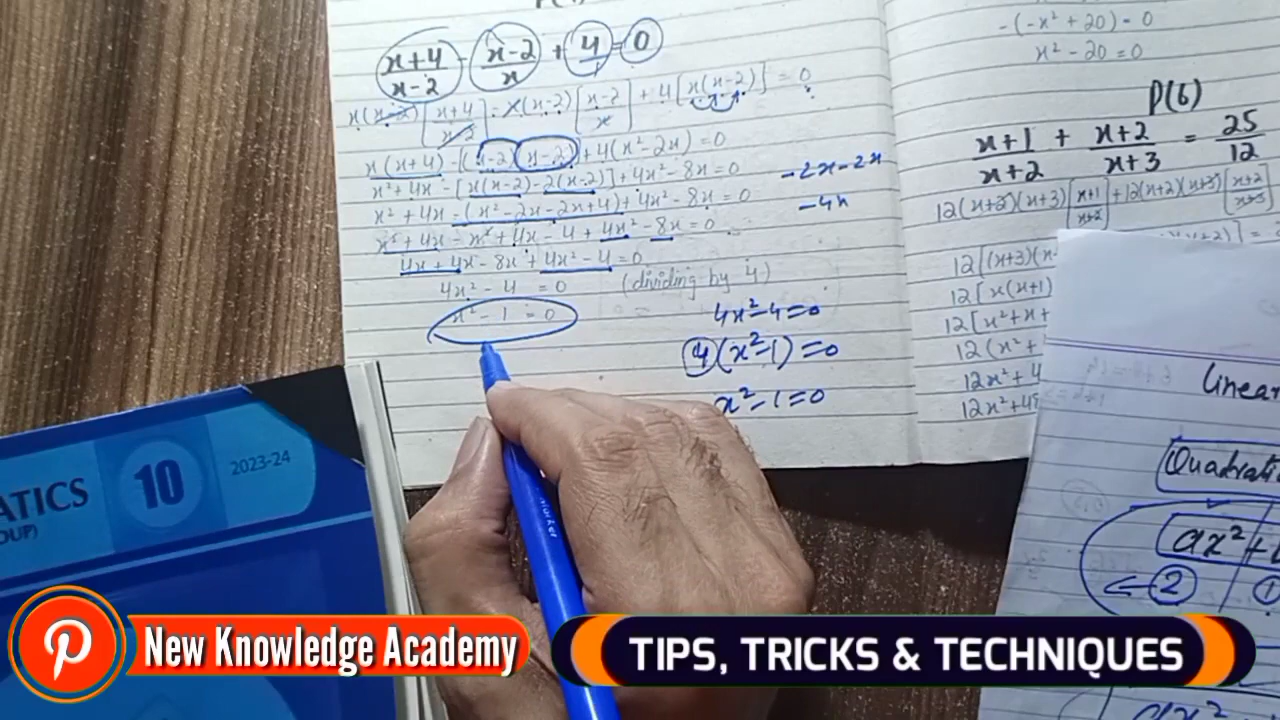 x+4/x-2 - x-2/x + 4 = 0
x(x-2)[x+4/x-2] - x(x-2)[x-2/x] + 4[x(x-2)] = 0
x(x+4) - (x-2)(x-2) + 4(x² - 2x) = 0
x² + 4x - [x(x-2) - 2(x-2)] + 4x² - 8x = 0
x² + 4x - (x² - 2x - 2x + 4) + 4x² - 8x = 0
x² + 4x - x² + 4x - 4 + 4x² - 8x = 0
4x + 4x - 8x + 4x² - 4 = 0
4x² - 4 = 0 (dividing by 4)
x² - 1 = 0
-2x-2x
-4x
4x²-4=0
4(x²-1)=0
x²-1=0
-(-x² + 20) = 0
x² - 20 = 0
P(6)
x+1/x+2 + x+2/x+3 = 25/12
12(x+2)(x+3)[x+1/x+2] + 12(x+2)(x+3)[x+2/x+3]
12[(x+3)(x
12[x(x+1)
12[x²+x+
12(x²+
12x²+4
12x²+48
Linear
Quadrati
ax²+
2
1
ax²
ATICS
OUP)
10
2023-24
New Knowledge Academy
TIPS, TRICKS & TECHNIQUES